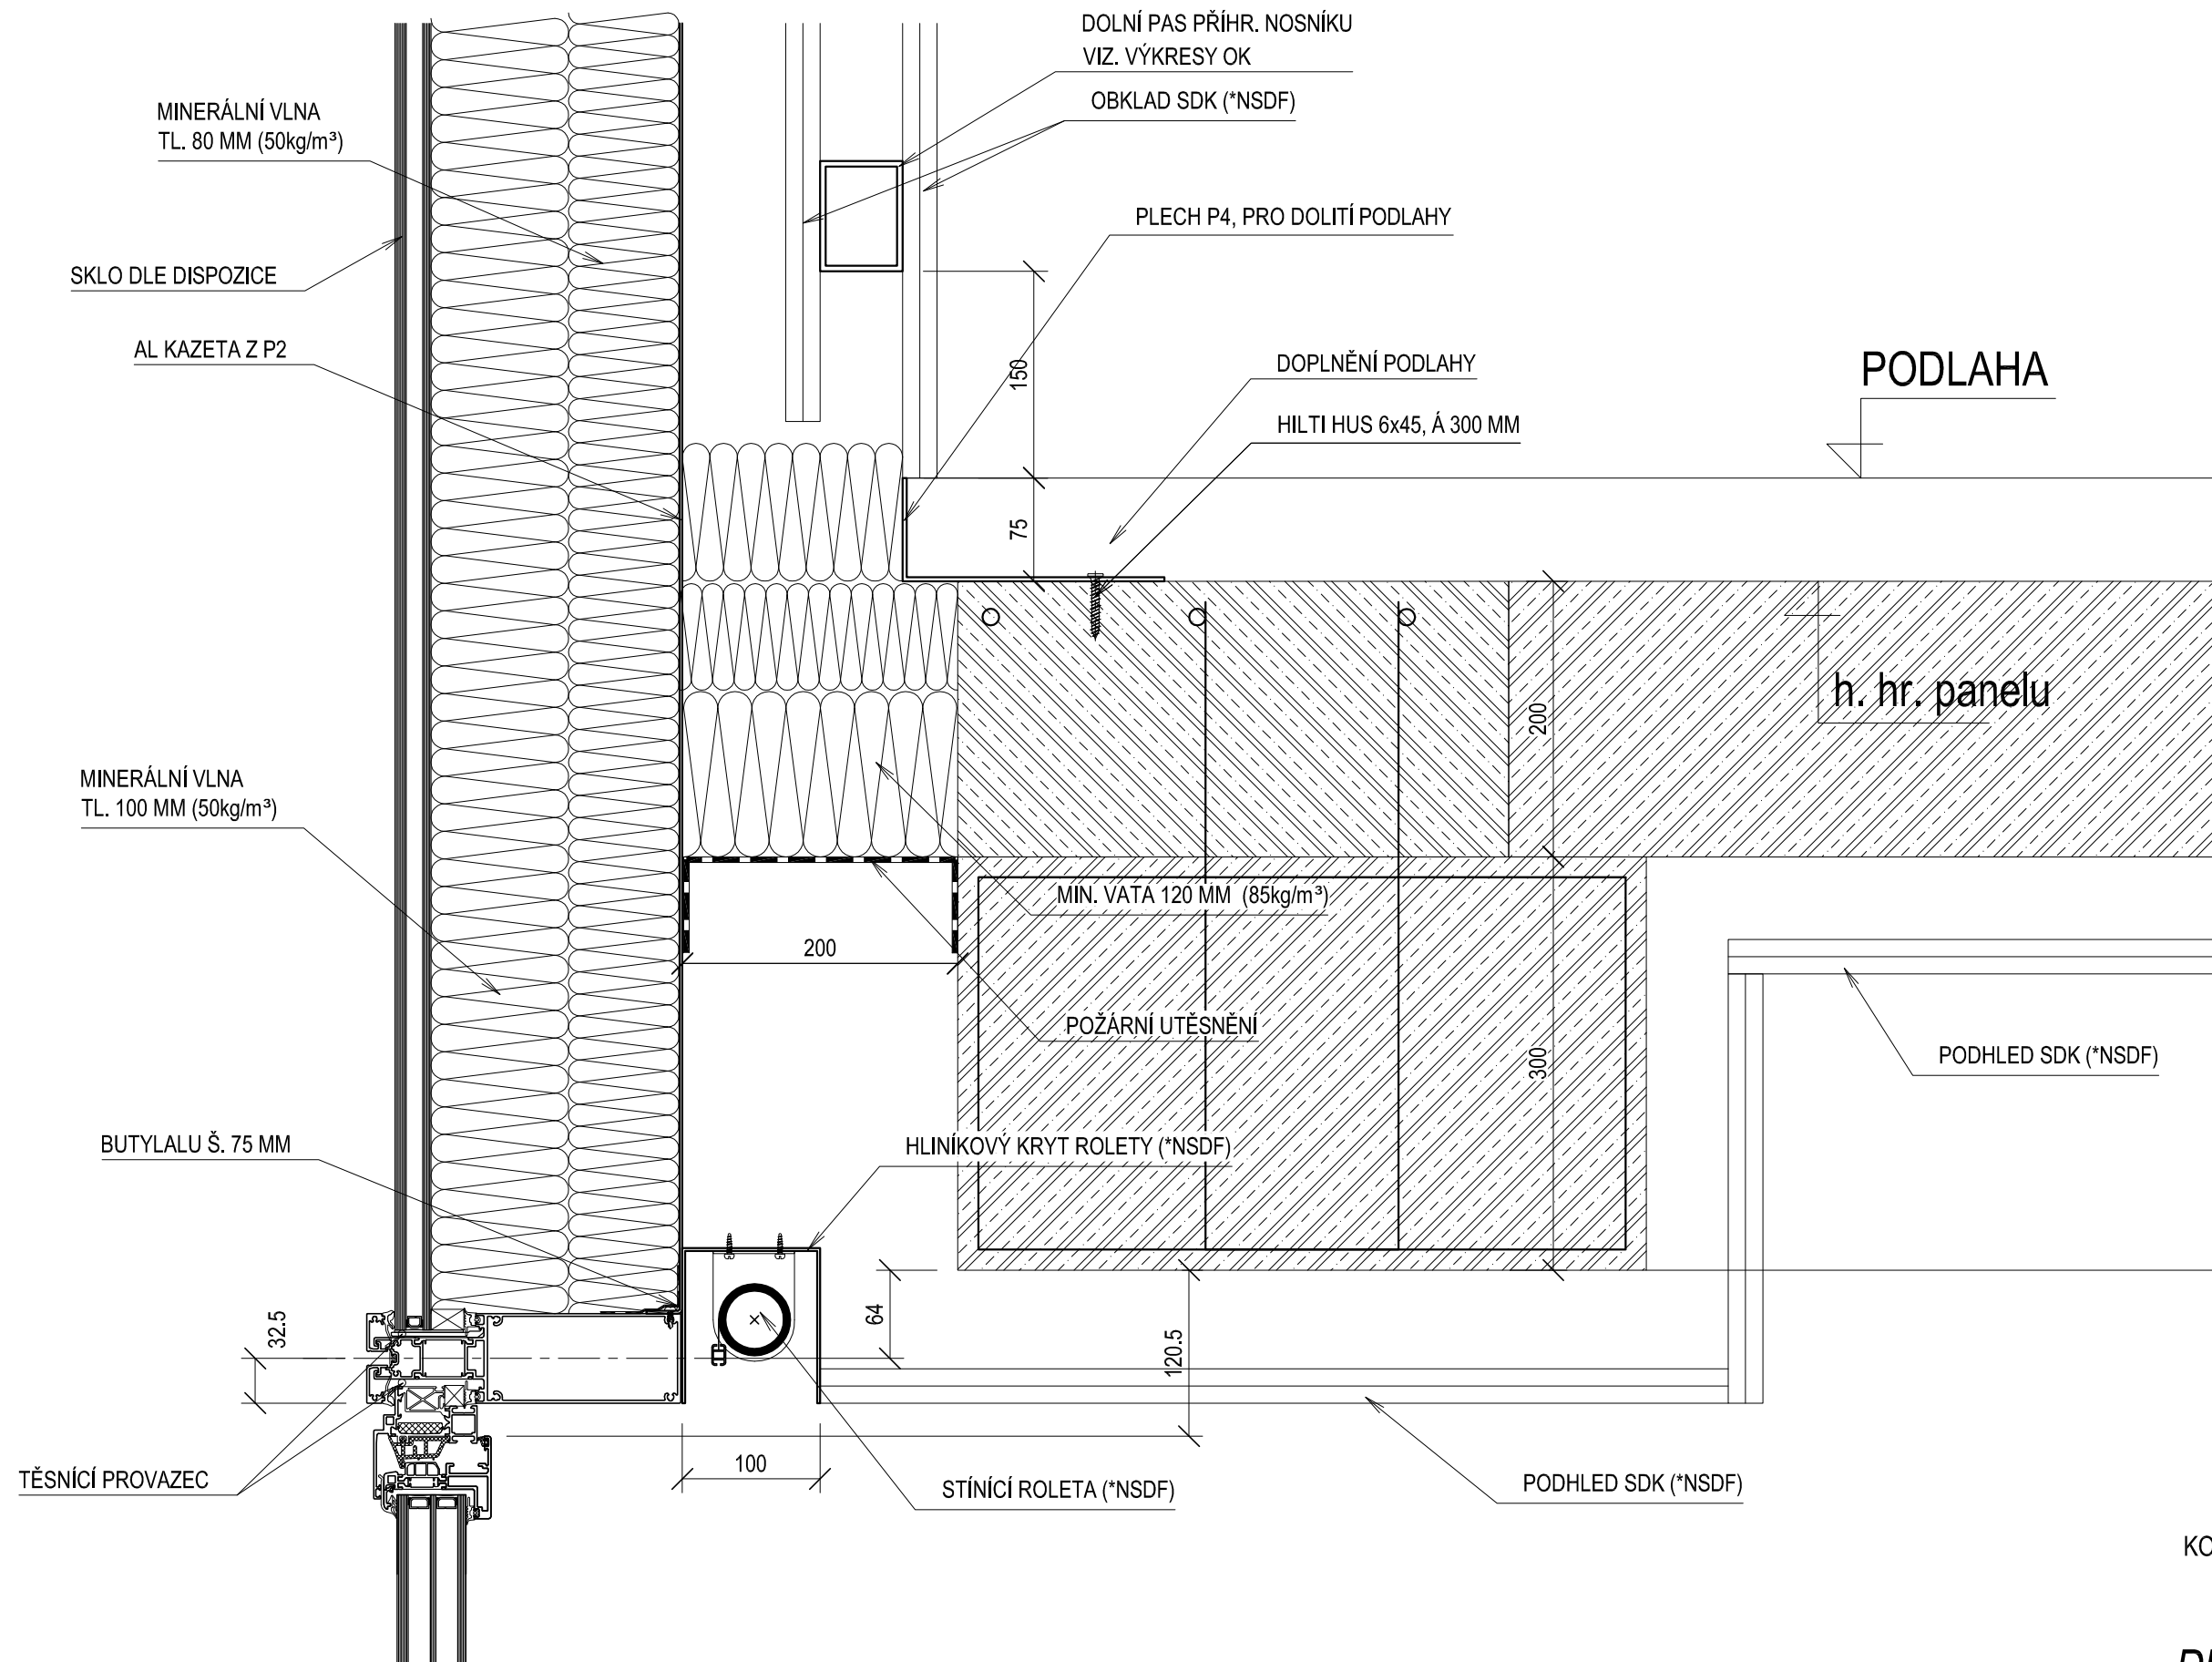 DOLNÍ PAS PŘÍHR. NOSNÍKU
VIZ. VÝKRESY OK
OBKLAD SDK (*NSDF)
MINERÁLNÍ VLNA
TL. 80 MM (50kg/m³)
PLECH P4, PRO DOLITÍ PODLAHY
SKLO DLE DISPOZICE
AL KAZETA Z P2
150
DOPLNĚNÍ PODLAHY
PODLAHA
HILTI HUS 6x45, Á 300 MM
75
h. hr. panelu
200
MINERÁLNÍ VLNA
TL. 100 MM (50kg/m³)
MIN. VATA 120 MM (85kg/m³)
200
POŽÁRNÍ UTĚSNĚNÍ
300
PODHLED SDK (*NSDF)
BUTYLALU Š. 75 MM
HLINÍKOVÝ KRYT ROLETY (*NSDF)
32.5
64
120.5
100
TĚSNÍCÍ PROVAZEC
STÍNÍCÍ ROLETA (*NSDF)
PODHLED SDK (*NSDF)